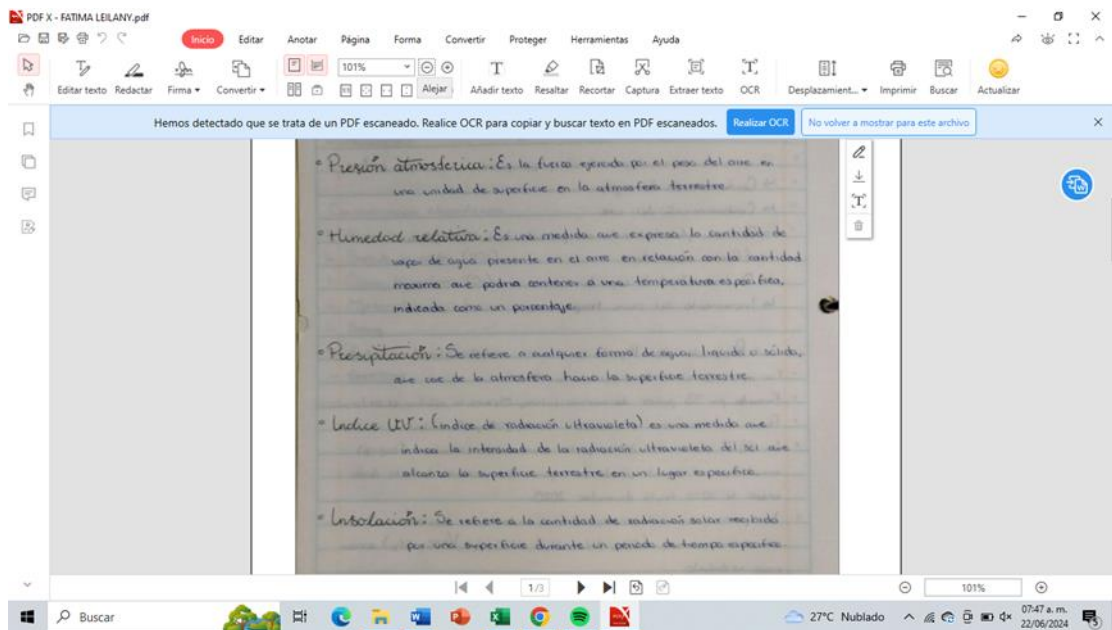 PDF X - FATIMA LEILANY.pdf
Inicio Editar Anotar Página Forma Convertir Proteger Herramientas Ayuda
101%
Editar texto Redactar Firma Convertir Alejar Añadir texto Resaltar Recortar Captura Extraer texto OCR Desplazamient... Imprimir Buscar Actualizar
Hemos detectado que se trata de un PDF escaneado. Realice OCR para copiar y buscar texto en PDF escaneados. Realizar OCR No volver a mostrar para este archivo
Presión atmosferica: Es la fuerza ejercida por el peso del aire en
una unidad de superficie en la atmosfera terrestre
Humedad relativa: Es una medida que expresa la cantidad de
vapor de agua presente en el aire en relación con la cantidad
maxima que podria contener a una temperatura especifica,
indicada como un porcentaje.
Presipitación: Se refiere a cualquier forma de agua, liquida o sólida,
que cae de la atmosfera hacia la superficie terrestre.
Indice UV: (indice de radiación ultravioleta) es una medida que
indica la intensidad de la radiación ultravioleta del sol que
alcanza la superficie terrestre en un lugar especifico.
Insolación: Se refiere a la cantidad de radiación solar recibida
por una superficie durante un periodo de tiempo especifico
1/3
101%
Buscar
27°C Nublado
07:47 a. m.
22/06/2024
5